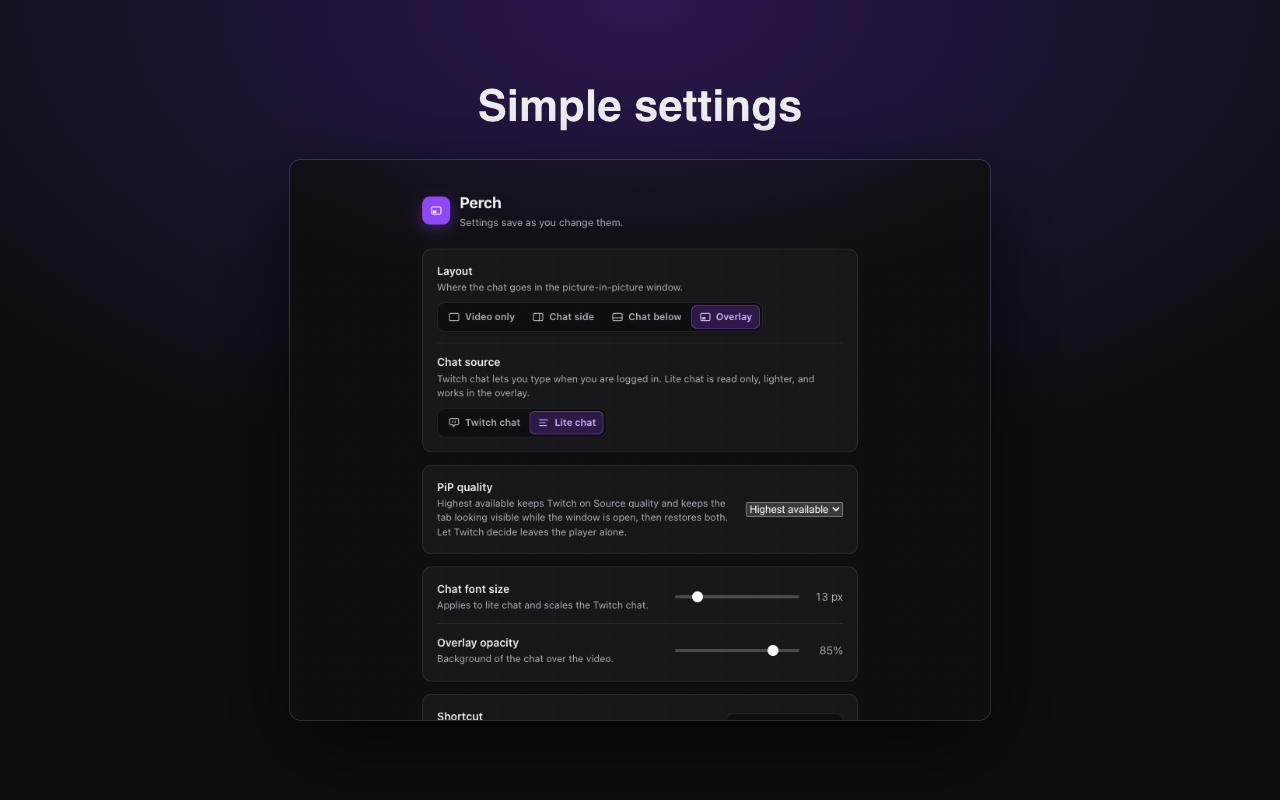 Simple settings
Perch
Settings save as you change them.
Layout
Where the chat goes in the picture-in-picture window.
Video only
Chat side
Chat below
Overlay
Chat source
Twitch chat lets you type when you are logged in. Lite chat is read only, lighter, and
works in the overlay.
Twitch chat
Lite chat
PiP quality
Highest available keeps Twitch on Source quality and keeps the
tab looking visible while the window is open, then restores both.
Let Twitch decide leaves the player alone.
Highest available
Chat font size
Applies to lite chat and scales the Twitch chat.
13 px
Overlay opacity
Background of the chat over the video.
85%
Shortcut